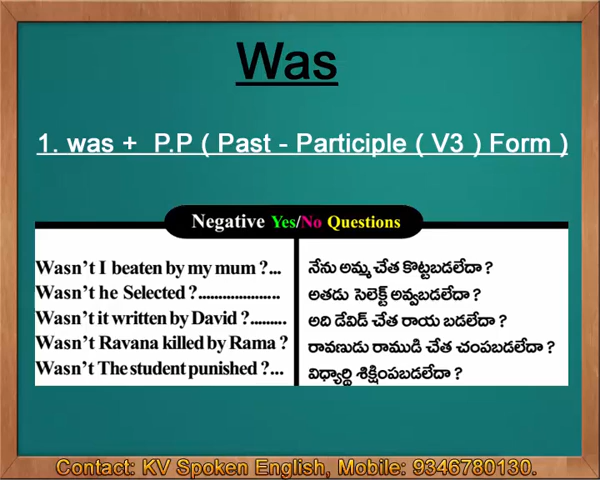 Was
1. was + P.P ( Past - Participle ( V3 ) Form )
Negative Yes/No Questions
Wasn't I beaten by my mum ?... నేను అమ్మ చేత కొట్టబడలేదా ?
Wasn't he Selected ?..................... అతడు సెలెక్ట్ అవ్వబడలేదా ?
Wasn't it written by David ?......... అది డేవిడ్ చేత రాయ బడలేదా ?
Wasn't Ravana killed by Rama ? రావణుడు రాముడి చేత చంపబడలేదా ?
Wasn't The student punished ?... విధ్యార్థి శిక్షింపబడలేదా ?
Contact: KV Spoken English, Mobile: 9346780130.